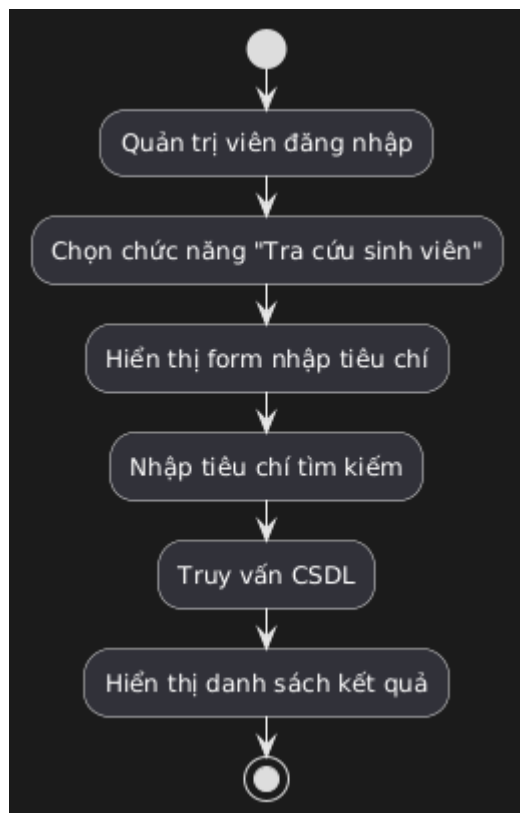 Quản trị viên đăng nhập
Chọn chức năng "Tra cứu sinh viên"
Hiển thị form nhập tiêu chí
Nhập tiêu chí tìm kiếm
Truy vấn CSDL
Hiển thị danh sách kết quả